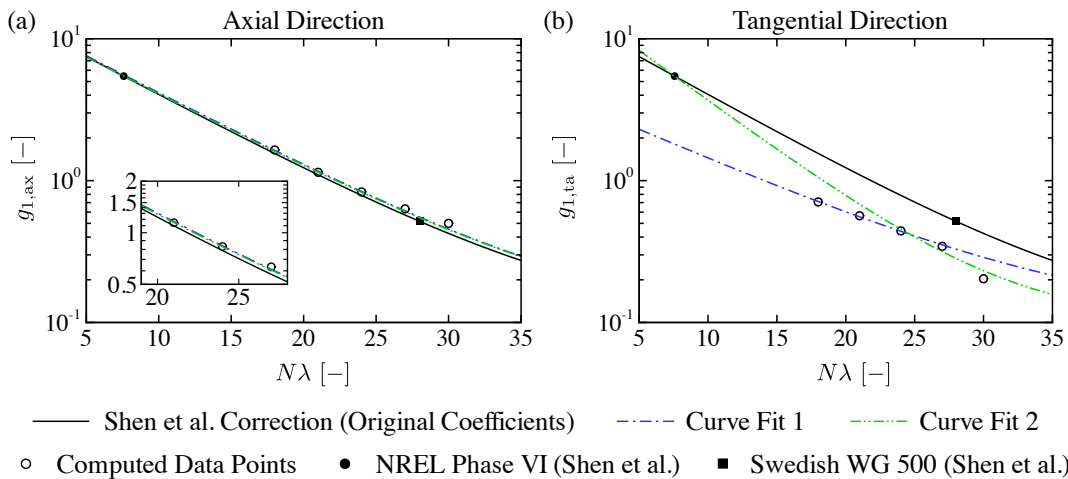 (a) Axial Direction
10^1
10^0
10^{-1}
g_{1,ax} [−]
2
1.5
1
0.5
20 25
5 10 15 20 25 30 35
Nλ [−]
(b) Tangential Direction
10^1
10^0
10^{-1}
g_{1,ta} [−]
5 10 15 20 25 30 35
Nλ [−]
Shen et al. Correction (Original Coefficients) Curve Fit 1 Curve Fit 2
Computed Data Points NREL Phase VI (Shen et al.) Swedish WG 500 (Shen et al.)